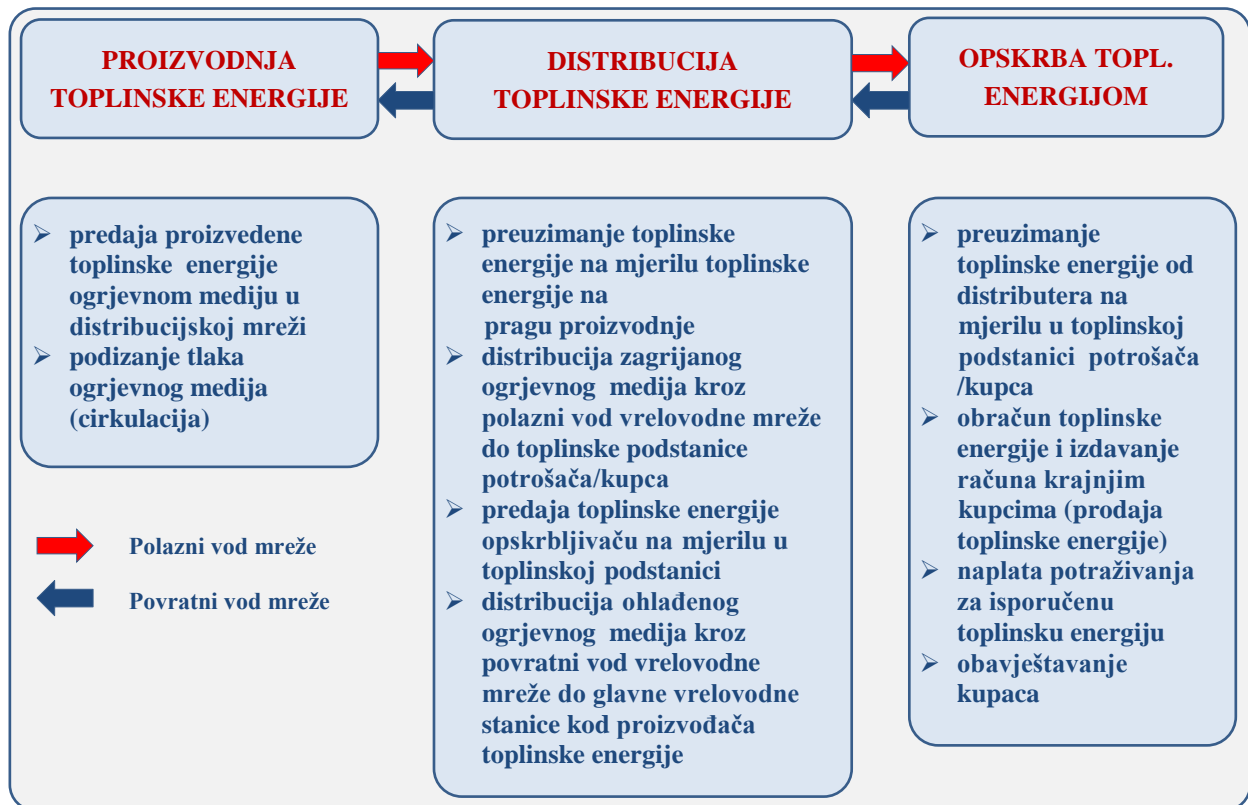 PROIZVODNJA
TOPLINSKE ENERGIJE
DISTRIBUCIJA
TOPLINSKE ENERGIJE
OPSKRBA TOPL.
ENERGIJOM
➢ predaja proizvedene
toplinske energije
ogrjevnom mediju u
distribucijskoj mreži
➢ podizanje tlaka
ogrjevnog medija
(cirkulacija)
Polazni vod mreže
Povratni vod mreže
➢ preuzimanje toplinske
energije na mjerilu toplinske
energije na
pragu proizvodnje
➢ distribucija zagrijanog
ogrjevnog medija kroz
polazni vod vrelovodne mreže
do toplinske podstanice
potrošača/kupca
➢ predaja toplinske energije
opskrbljivaču na mjerilu u
toplinskoj podstanici
➢ distribucija ohlađenog
ogrjevnog medija kroz
povratni vod vrelovodne
mreže do glavne vrelovodne
stanice kod proizvođača
toplinske energije
➢ preuzimanje
toplinske energije od
distributera na
mjerilu u toplinskoj
podstanici potrošača
/kupca
➢ obračun toplinske
energije i izdavanje
računa krajnjim
kupcima (prodaja
toplinske energije)
➢ naplata potraživanja
za isporučenu
toplinsku energiju
➢ obavještavanje
kupaca